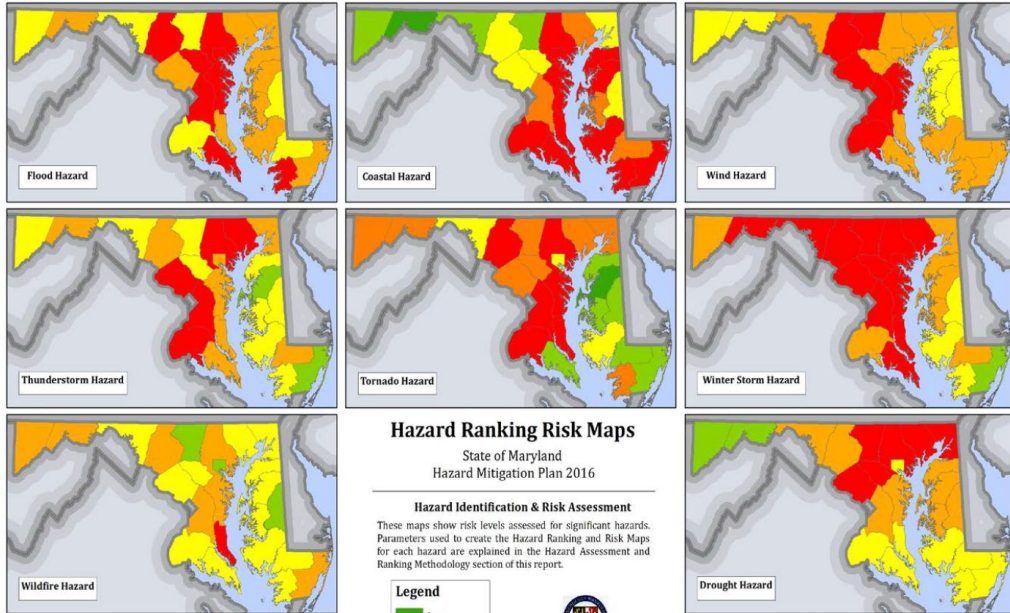 Flood Hazard
Coastal Hazard
Wind Hazard
Thunderstorm Hazard
Tornado Hazard
Winter Storm Hazard
Wildfire Hazard
Hazard Ranking Risk Maps
State of Maryland
Hazard Mitigation Plan 2016
Hazard Identification & Risk Assessment
These maps show risk levels assessed for significant hazards.
Parameters used to create the Hazard Ranking and Risk Maps
for each hazard are explained in the Hazard Assessment and
Ranking Methodology section of this report.
Legend
Drought Hazard